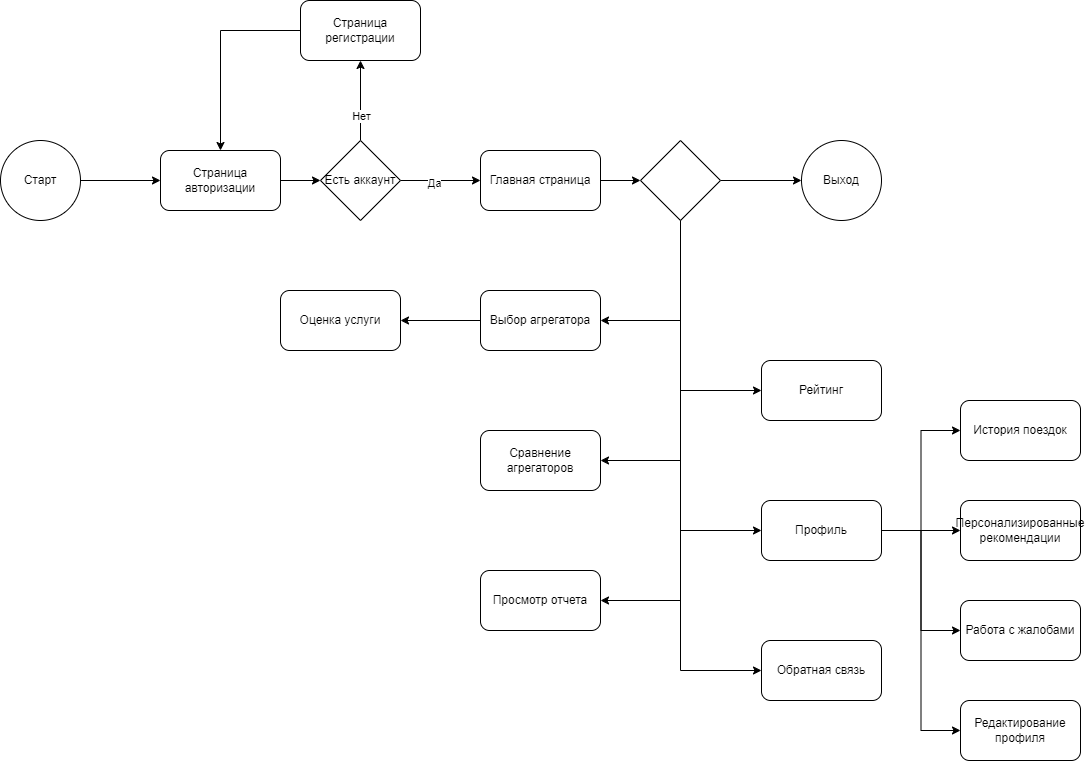 Страница
регистрации
Нет
Старт
Страница
авторизации
Есть аккаунт
Да
Главная страница
Выход
Оценка услуги
Выбор агрегатора
Рейтинг
История поездок
Сравнение
агрегаторов
Профиль
Персонализированные
рекомендации
Просмотр отчета
Работа с жалобами
Обратная связь
Редактирование
профиля